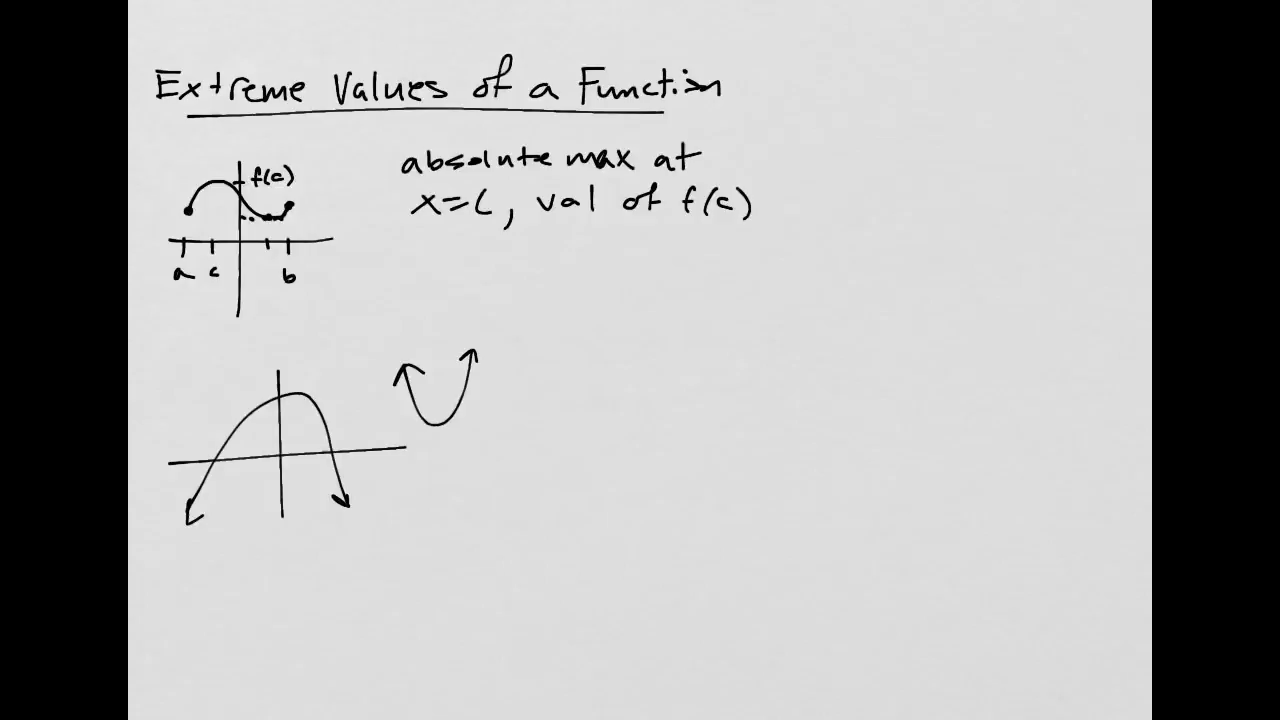 Extreme Values of a Function
absolute max at
x=c, val of f(c)
f(c)
a c b